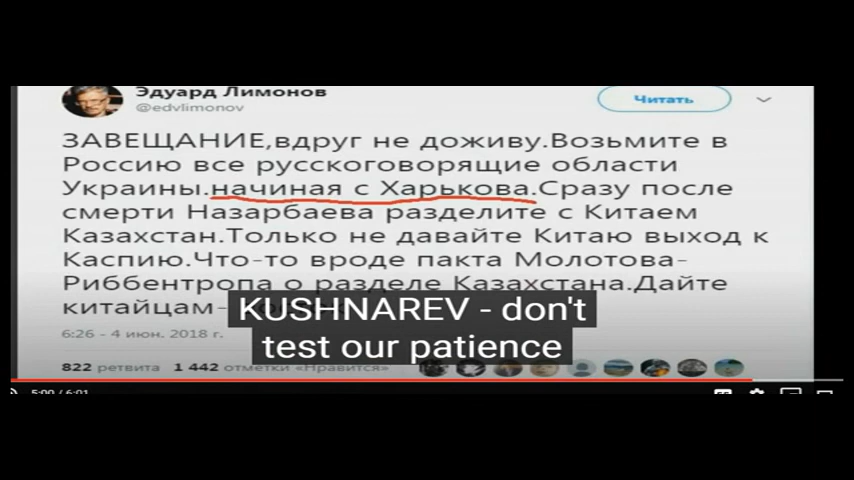 Эдуард Лимонов
@edvlimonov
Читать
ЗАВЕЩАНИЕ,вдруг не доживу.Возьмите в
Россию все русскоговорящие области
Украины.начиная с Харькова.Сразу после
смерти Назарбаева разделите с Китаем
Казахстан.Только не давайте Китаю выход к
Каспию.Что-то вроде пакта Молотова-
Риббентропа о разделе Казахстана.Дайте
китайцам-
KUSHNAREV - don't
test our patience
6:26 - 4 июн. 2018 г.
822 ретвита 1 442 отметки «Нравится»
5:00 / 6:01